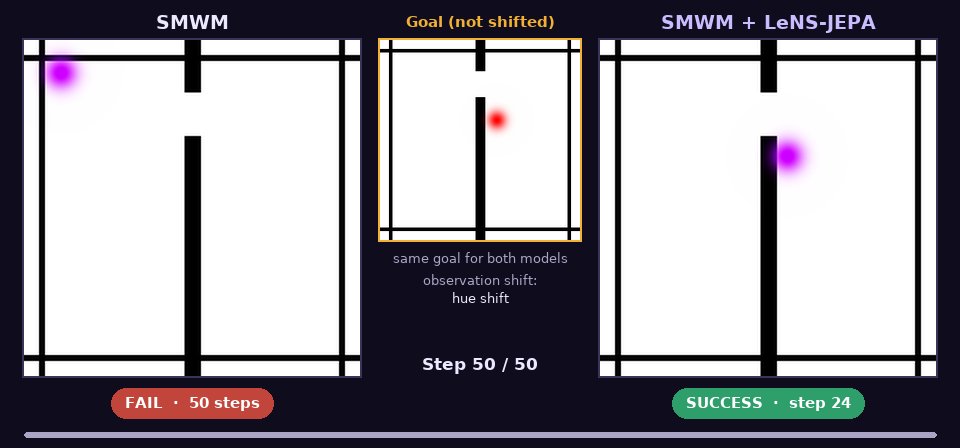 SMWM
Goal (not shifted)
SMWM + LeNS-JEPA
same goal for both models
observation shift:
hue shift
Step 50 / 50
FAIL · 50 steps
SUCCESS · step 24